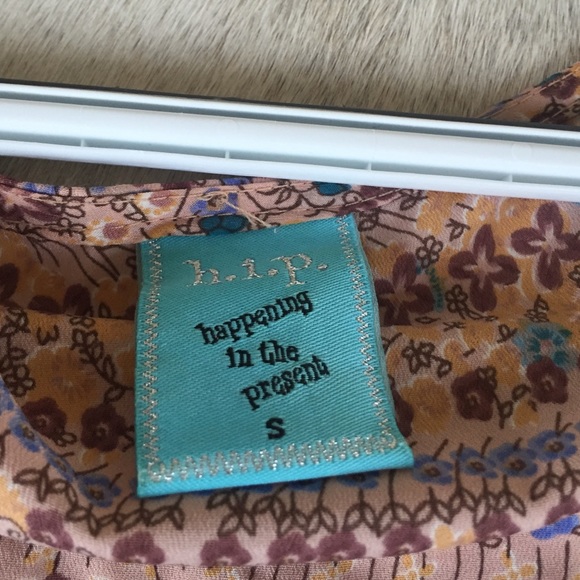 h.i.p.
happening
in the
present
S